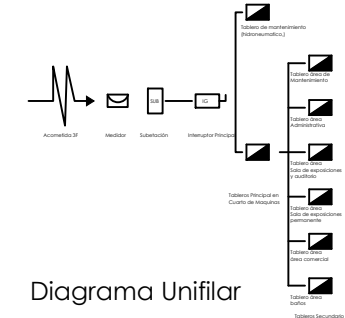 Tablero de mantenimiento
(hidroneumatico,)
Tablero área de
Mantenimiento
SUB
IG
Tablero área
Administrativa
Acometida 3F
Medidor
Subetación
Interruptor Principal
Tablero área
Sala de exposiciones
y auditorio
Tableros Principal en
Cuarto de Maquinas
Tablero área
Sala de exposiciones
permanente
Tablero área
área comercial
Diagrama Unifilar
Tablero área
baños
Tableros Secundario